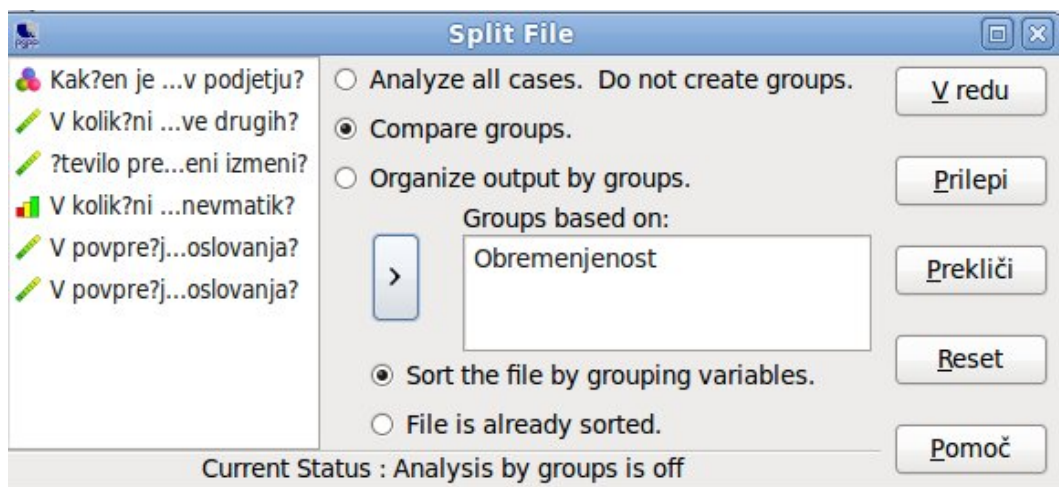 PSPP
Split File
Kak?en je ...v podjetju?
V kolik?ni ...ve drugih?
?tevilo pre...eni izmeni?
V kolik?ni ...nevmatik?
V povpre?j...oslovanja?
V povpre?j...oslovanja?
Analyze all cases. Do not create groups.
Compare groups.
Organize output by groups.
Groups based on:
>
Obremenjenost
Sort the file by grouping variables.
File is already sorted.
V redu
Prilepi
Prekliči
Reset
Pomoč
Current Status : Analysis by groups is off